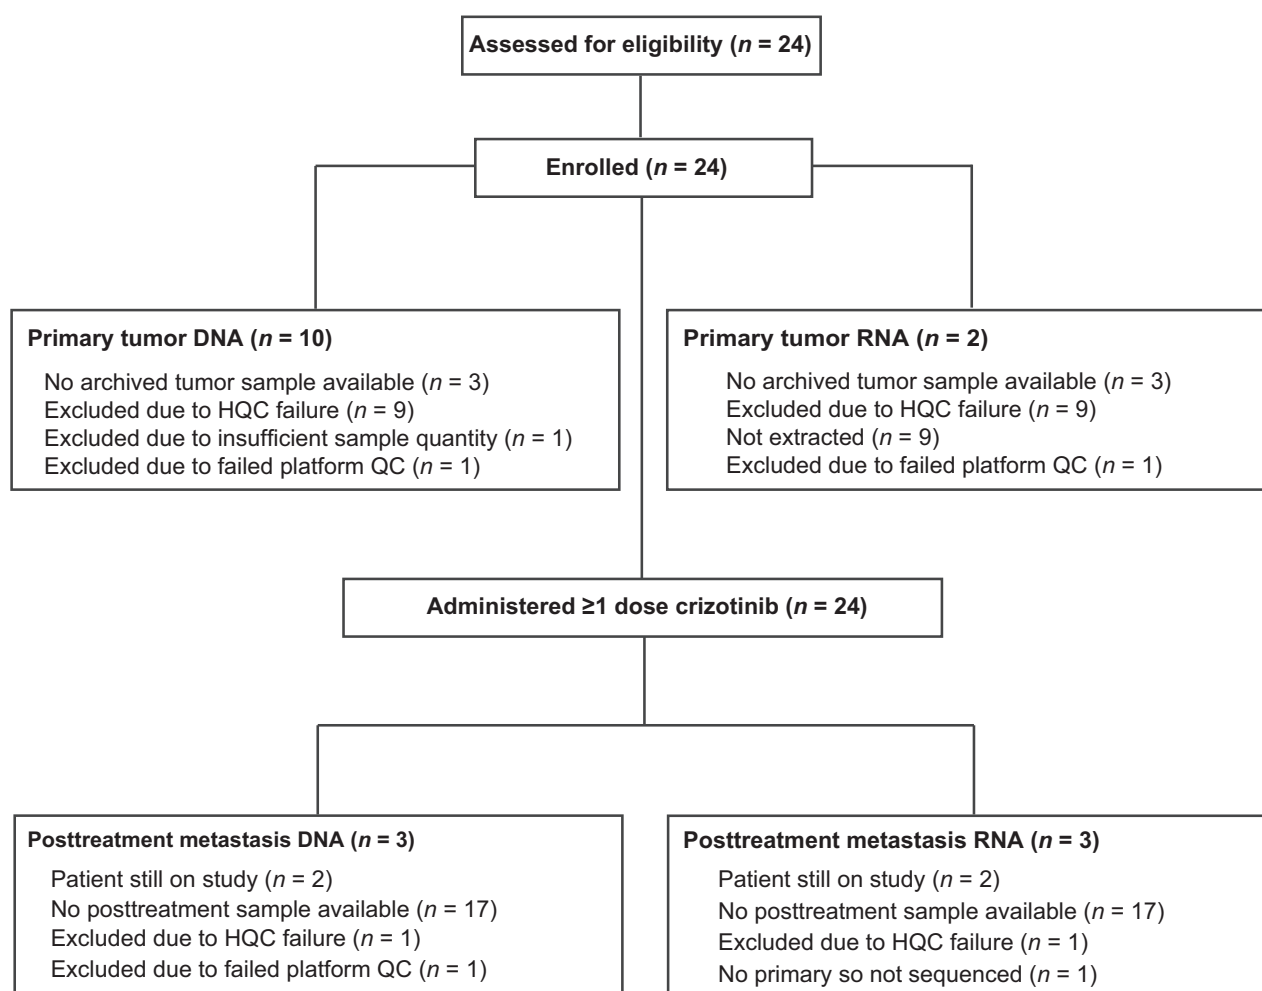 Assessed for eligibility (n = 24)
Enrolled (n = 24)
Primary tumor DNA (n = 10)
No archived tumor sample available (n = 3)
Excluded due to HQC failure (n = 9)
Excluded due to insufficient sample quantity (n = 1)
Excluded due to failed platform QC (n = 1)
Primary tumor RNA (n = 2)
No archived tumor sample available (n = 3)
Excluded due to HQC failure (n = 9)
Not extracted (n = 9)
Excluded due to failed platform QC (n = 1)
Administered ≥1 dose crizotinib (n = 24)
Posttreatment metastasis DNA (n = 3)
Patient still on study (n = 2)
No posttreatment sample available (n = 17)
Excluded due to HQC failure (n = 1)
Excluded due to failed platform QC (n = 1)
Posttreatment metastasis RNA (n = 3)
Patient still on study (n = 2)
No posttreatment sample available (n = 17)
Excluded due to HQC failure (n = 1)
No primary so not sequenced (n = 1)